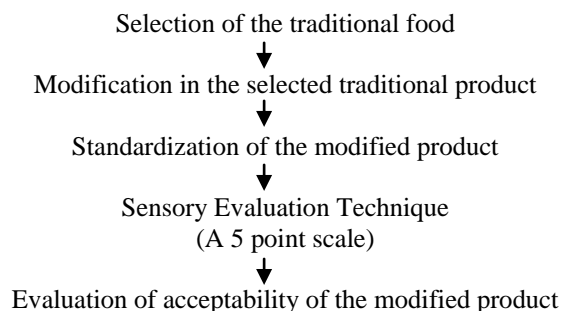 Selection of the traditional food
Modification in the selected traditional product
Standardization of the modified product
Sensory Evaluation Technique
(A 5 point scale)
Evaluation of acceptability of the modified product